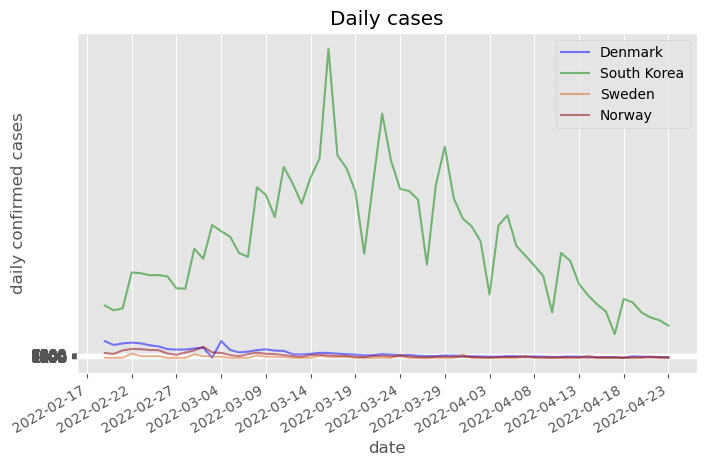 Daily cases
Denmark
South Korea
Sweden
Norway
daily confirmed cases
2022-02-17
2022-02-22
2022-02-27
2022-03-04
2022-03-09
2022-03-14
2022-03-19
2022-03-24
2022-03-29
2022-04-03
2022-04-08
2022-04-13
2022-04-18
2022-04-23
date